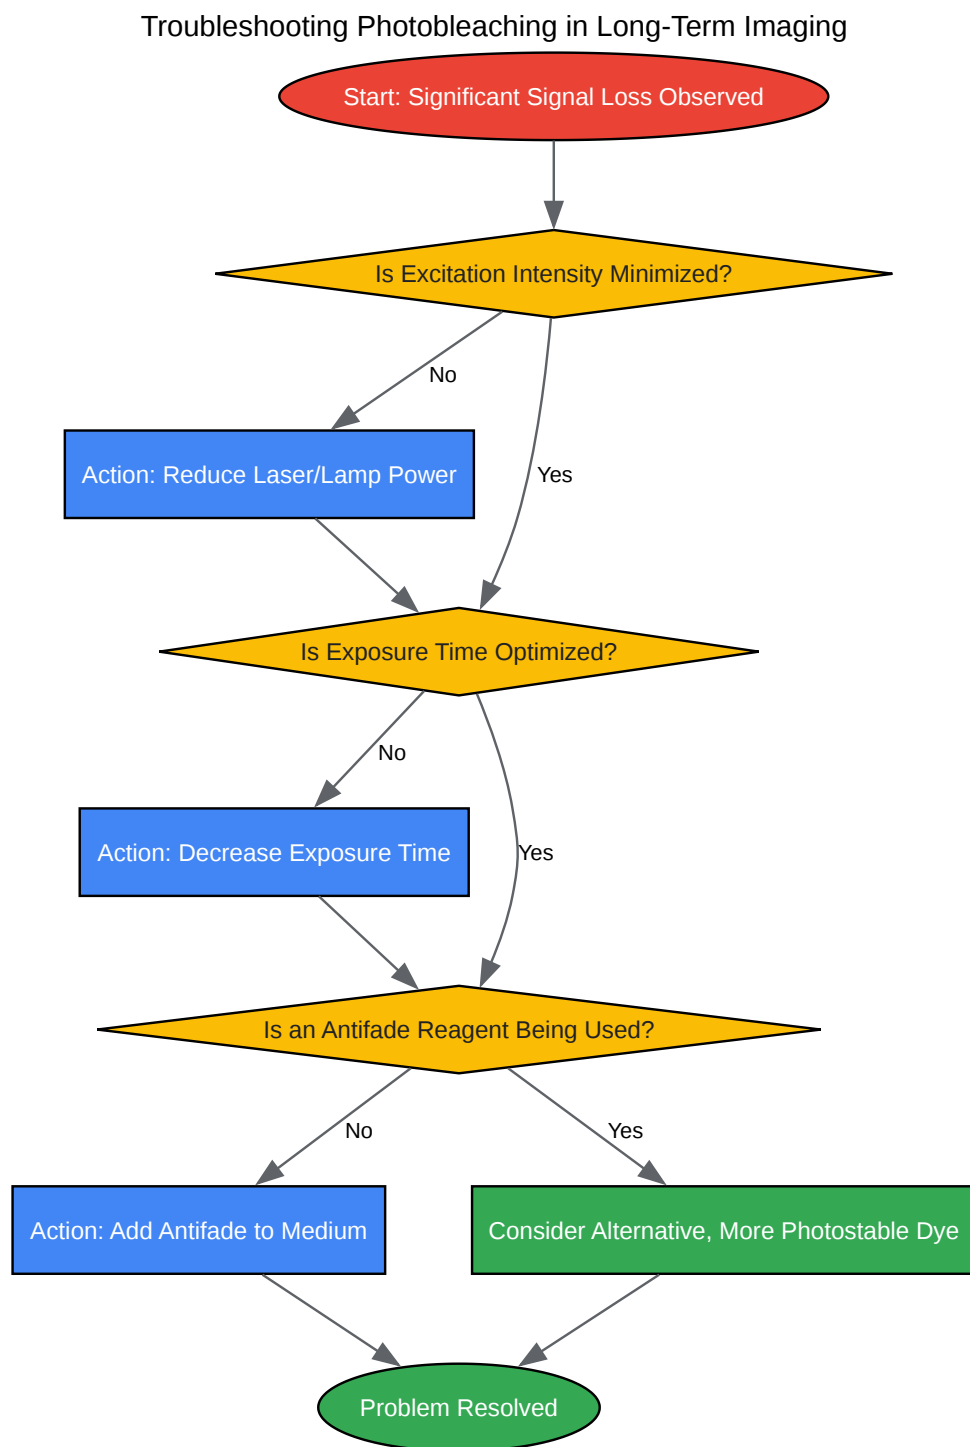 Troubleshooting Photobleaching in Long-Term Imaging
Start: Significant Signal Loss Observed
Is Excitation Intensity Minimized?
No
Action: Reduce Laser/Lamp Power
Yes
Is Exposure Time Optimized?
No
Action: Decrease Exposure Time
Yes
Is an Antifade Reagent Being Used?
No
Yes
Action: Add Antifade to Medium
Consider Alternative, More Photostable Dye
Problem Resolved